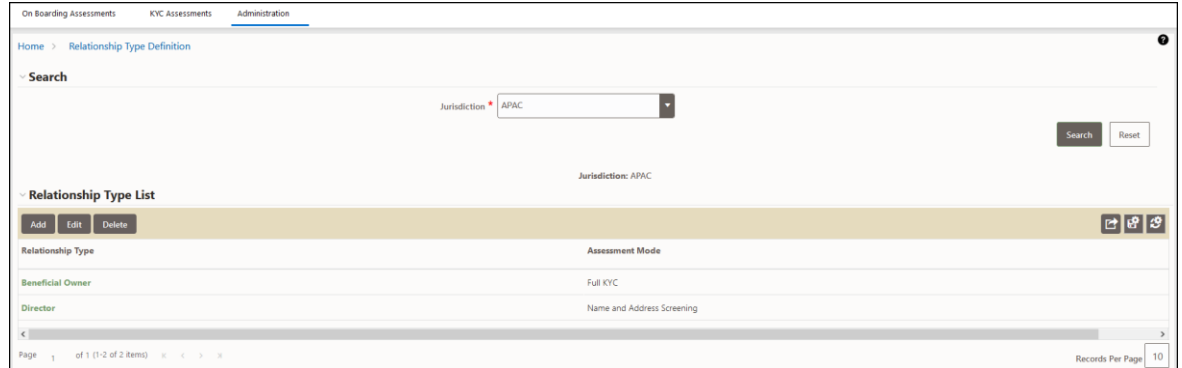 On Boarding Assessments KYC Assessments Administration
Home > Relationship Type Definition
?
Search
Jurisdiction * APAC
Search Reset
Jurisdiction: APAC
Relationship Type List
Add Edit Delete
Relationship Type Assessment Mode
Beneficial Owner Full KYC
Director Name and Address Screening
Page 1 of 1 (1-2 of 2 items)
Records Per Page 10